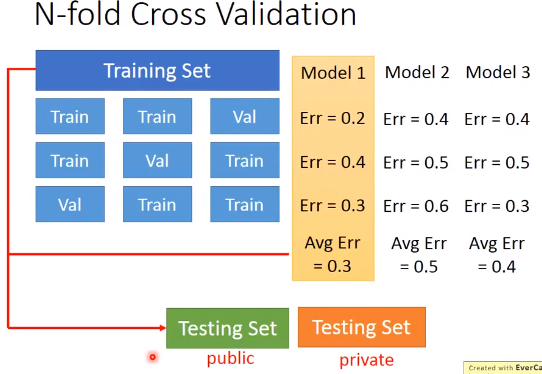 N-fold Cross Validation
Training Set
Model 1 Model 2 Model 3
Train Train Val
Err = 0.2 Err = 0.4 Err = 0.4
Train Val Train
Err = 0.4 Err = 0.5 Err = 0.5
Val Train Train
Err = 0.3 Err = 0.6 Err = 0.3
Avg Err Avg Err Avg Err
= 0.3 = 0.5 = 0.4
Testing Set Testing Set
public private
Created with